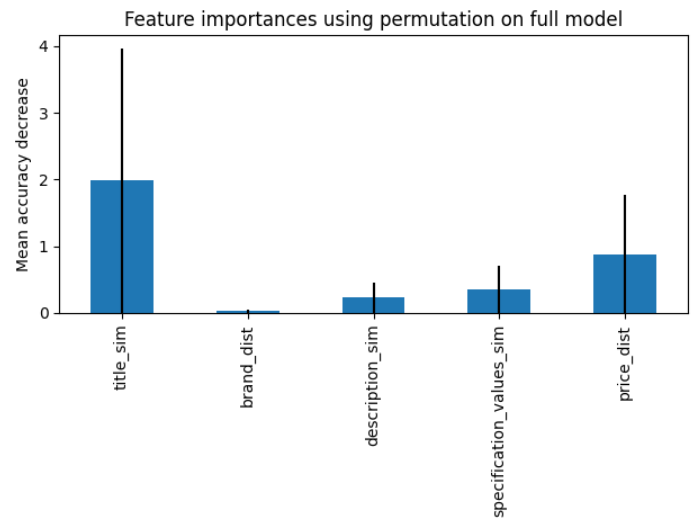 Feature importances using permutation on full model
Mean accuracy decrease
4
3
2
1
0
title_sim
brand_dist
description_sim
specification_values_sim
price_dist